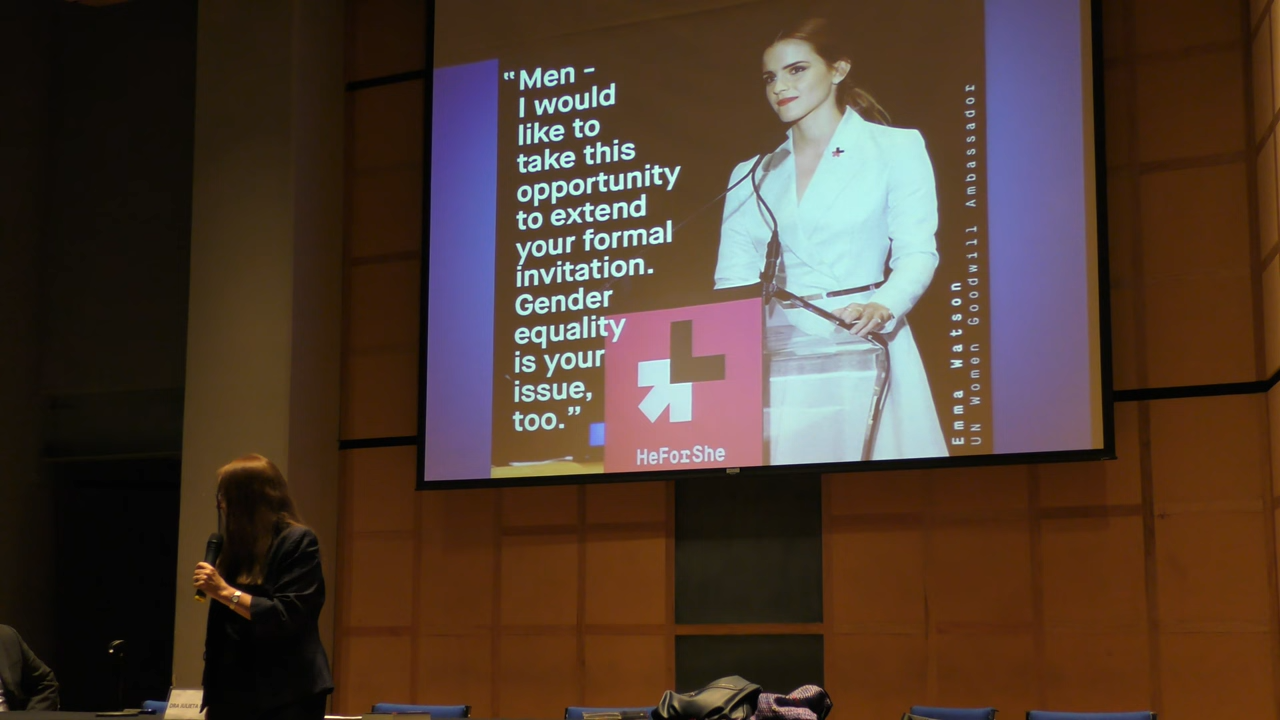 “Men -
I would
like to
take this
opportunity
to extend
your formal
invitation.
Gender
equality
is your
issue,
too.”
HeForShe
Emma Watson
UN Women Goodwill Ambassador